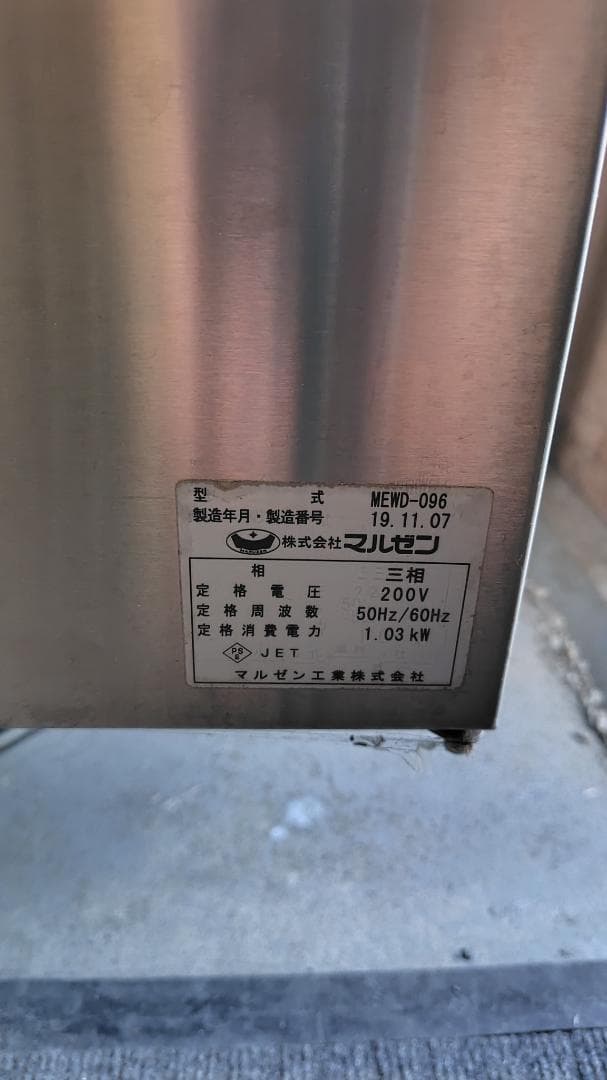 型式 MEWD-096
製造年月・製造番号 19.11.07
株式会社マルゼン
相 三相
定格電圧 200V
定格周波数 50Hz/60Hz
定格消費電力 1.03kW
PS E JET
マルゼン工業株式会社